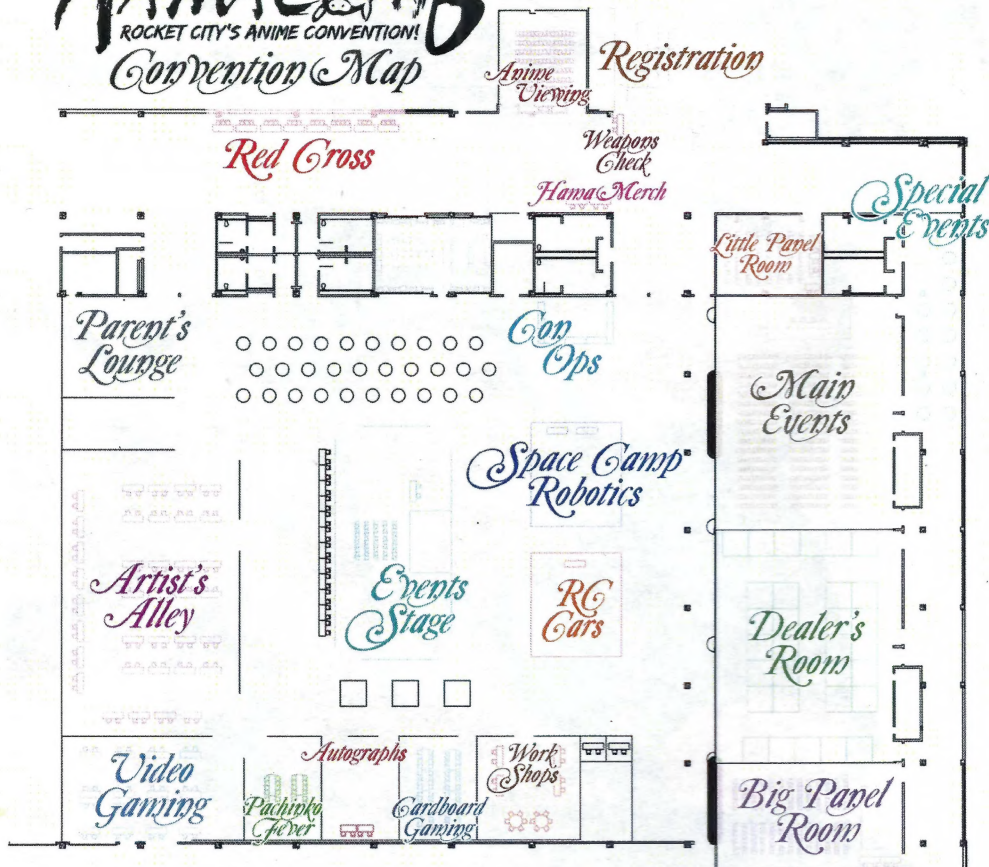 ROCKET CITY'S ANIME CONVENTION!
Convention Map
Registration
Anime
Viewing
Red Cross
Weapons
Check
Hama Merch
Special
Events
Little Panel
Room
Parent's
Lounge
Con
Ops
Main
Events
Space Camp
Robotics
Artist's
Alley
Events
Stage
RC
Cars
Dealer's
Room
Autographs
Work
Shops
Video
Gaming
Pachinko
Fever
Cardboard
Gaming
Big Panel
Room